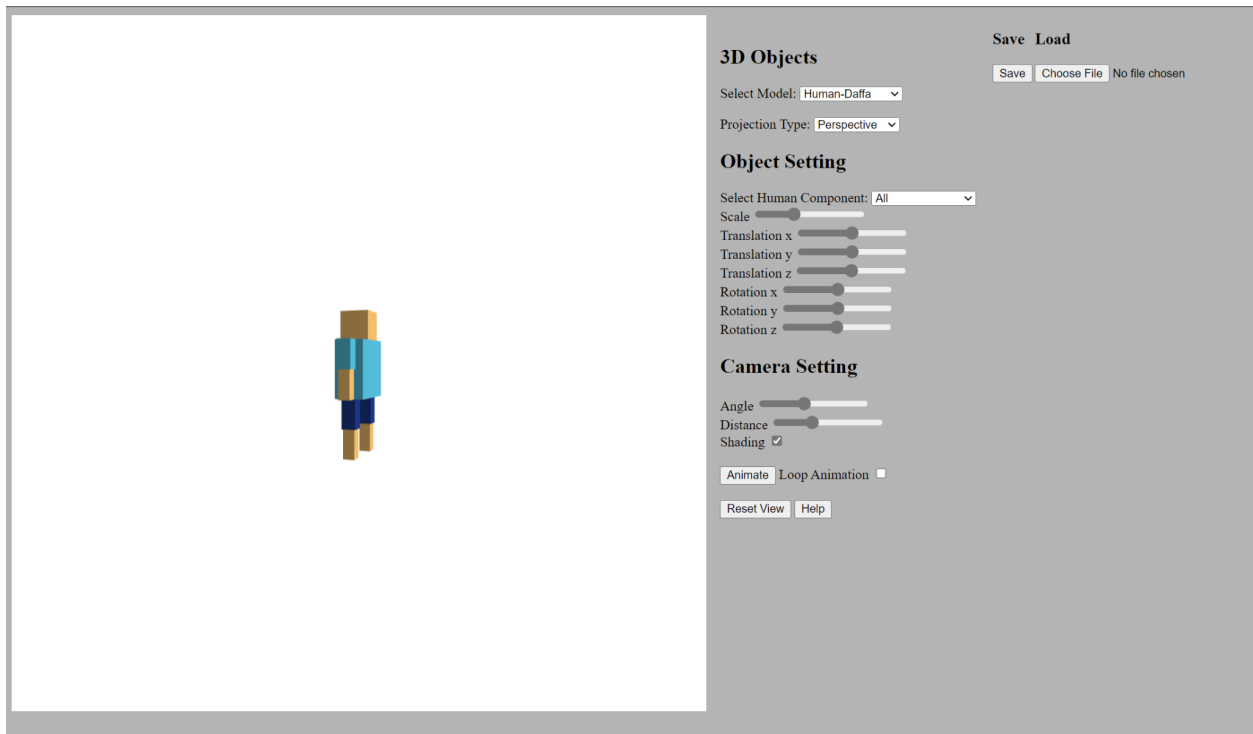 3D Objects
Select Model: Human-Daffa
Projection Type: Perspective
Object Setting
Select Human Component: All
Scale
Translation x
Translation y
Translation z
Rotation x
Rotation y
Rotation z
Camera Setting
Angle
Distance
Shading
Animate Loop Animation
Reset View Help
Save Load
Save Choose File No file chosen